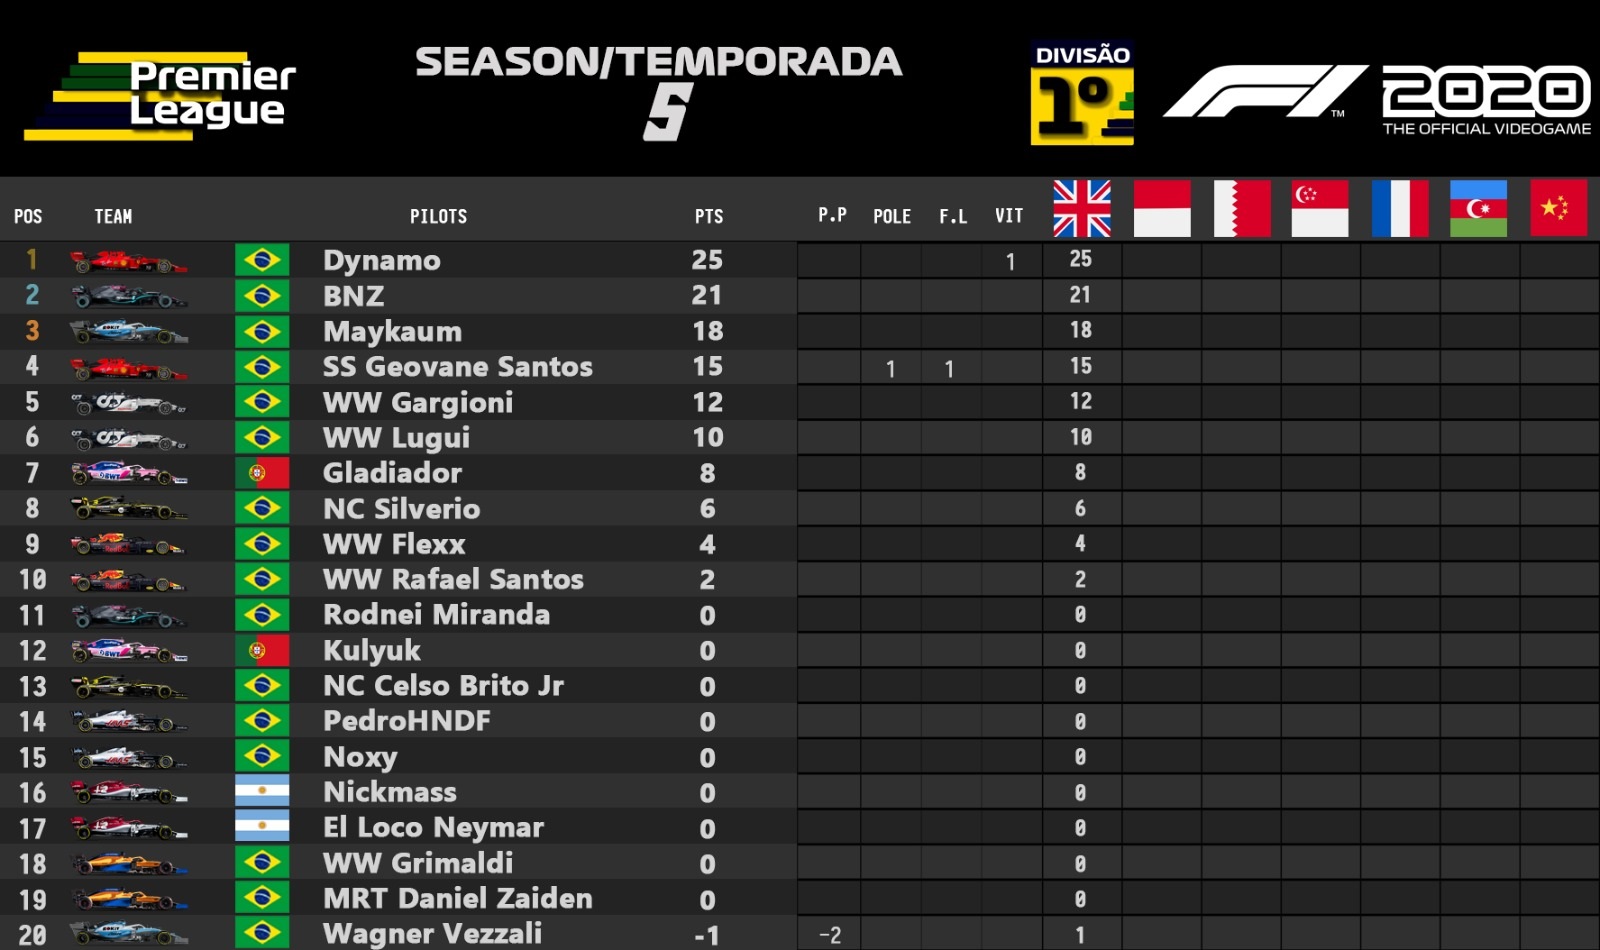 Premier
League
SEASON/TEMPORADA
5
DIVISÃO
1º
F1 TM 2020
THE OFFICIAL VIDEOGAME
POS TEAM PILOTS PTS P.P POLE F.L VIT
1 Dynamo 25 1 25
2 BNZ 21 21
3 Maykaum 18 18
4 SS Geovane Santos 15 1 1 15
5 WW Gargioni 12 12
6 WW Lugui 10 10
7 Gladiador 8 8
8 NC Silverio 6 6
9 WW Flexx 4 4
10 WW Rafael Santos 2 2
11 Rodnei Miranda 0 0
12 Kulyuk 0 0
13 NC Celso Brito Jr 0 0
14 PedroHNDF 0 0
15 Noxy 0 0
16 Nickmass 0 0
17 El Loco Neymar 0 0
18 WW Grimaldi 0 0
19 MRT Daniel Zaiden 0 0
20 Wagner Vezzali -1 -2 1